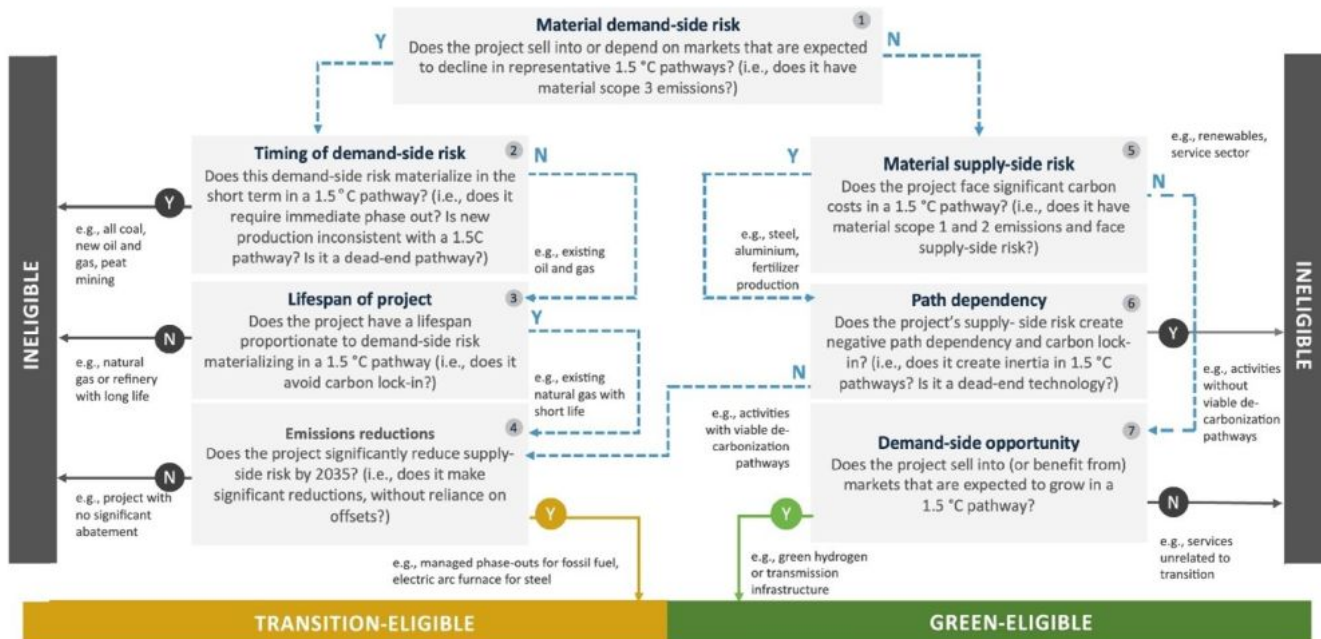 Material demand-side risk
1
Does the project sell into or depend on markets that are expected
to decline in representative 1.5 °C pathways? (i.e., does it have
material scope 3 emissions?)
Y
N
INELIGIBLE
Timing of demand-side risk
2
Does this demand-side risk materialize in the
short term in a 1.5 °C pathway? (i.e., does it
require immediate phase out? Is new
production inconsistent with a 1.5C
pathway? Is it a dead-end pathway?)
Y
e.g., all coal,
new oil and
gas, peat
mining
N
e.g., existing
oil and gas
Lifespan of project
3
Does the project have a lifespan
proportionate to demand-side risk
materializing in a 1.5 °C pathway (i.e., does it
avoid carbon lock-in?)
N
e.g., natural
gas or refinery
with long life
Y
e.g., existing
natural gas with
short life
Emissions reductions
4
Does the project significantly reduce supply-
side risk by 2035? (i.e., does it make
significant reductions, without reliance on
offsets?)
N
e.g., project with
no significant
abatement
Y
e.g., managed phase-outs for fossil fuel,
electric arc furnace for steel
Material supply-side risk
5
Does the project face significant carbon
costs in a 1.5 °C pathway? (i.e., does it have
material scope 1 and 2 emissions and face
supply-side risk?)
Y
e.g., steel,
aluminium,
fertilizer
production
e.g., renewables,
service sector
N
Path dependency
6
Does the project's supply- side risk create
negative path dependency and carbon lock-
in? (i.e., does it create inertia in 1.5 °C
pathways? Is it a dead-end technology?)
N
e.g., activities
with viable de-
carbonization
pathways
Y
e.g., activities
without
viable de-
carbonization
pathways
Demand-side opportunity
7
Does the project sell into (or benefit from)
markets that are expected to grow in a
1.5 °C pathway?
Y
e.g., green hydrogen
or transmission
infrastructure
N
e.g., services
unrelated to
transition
INELIGIBLE
TRANSITION-ELIGIBLE
GREEN-ELIGIBLE